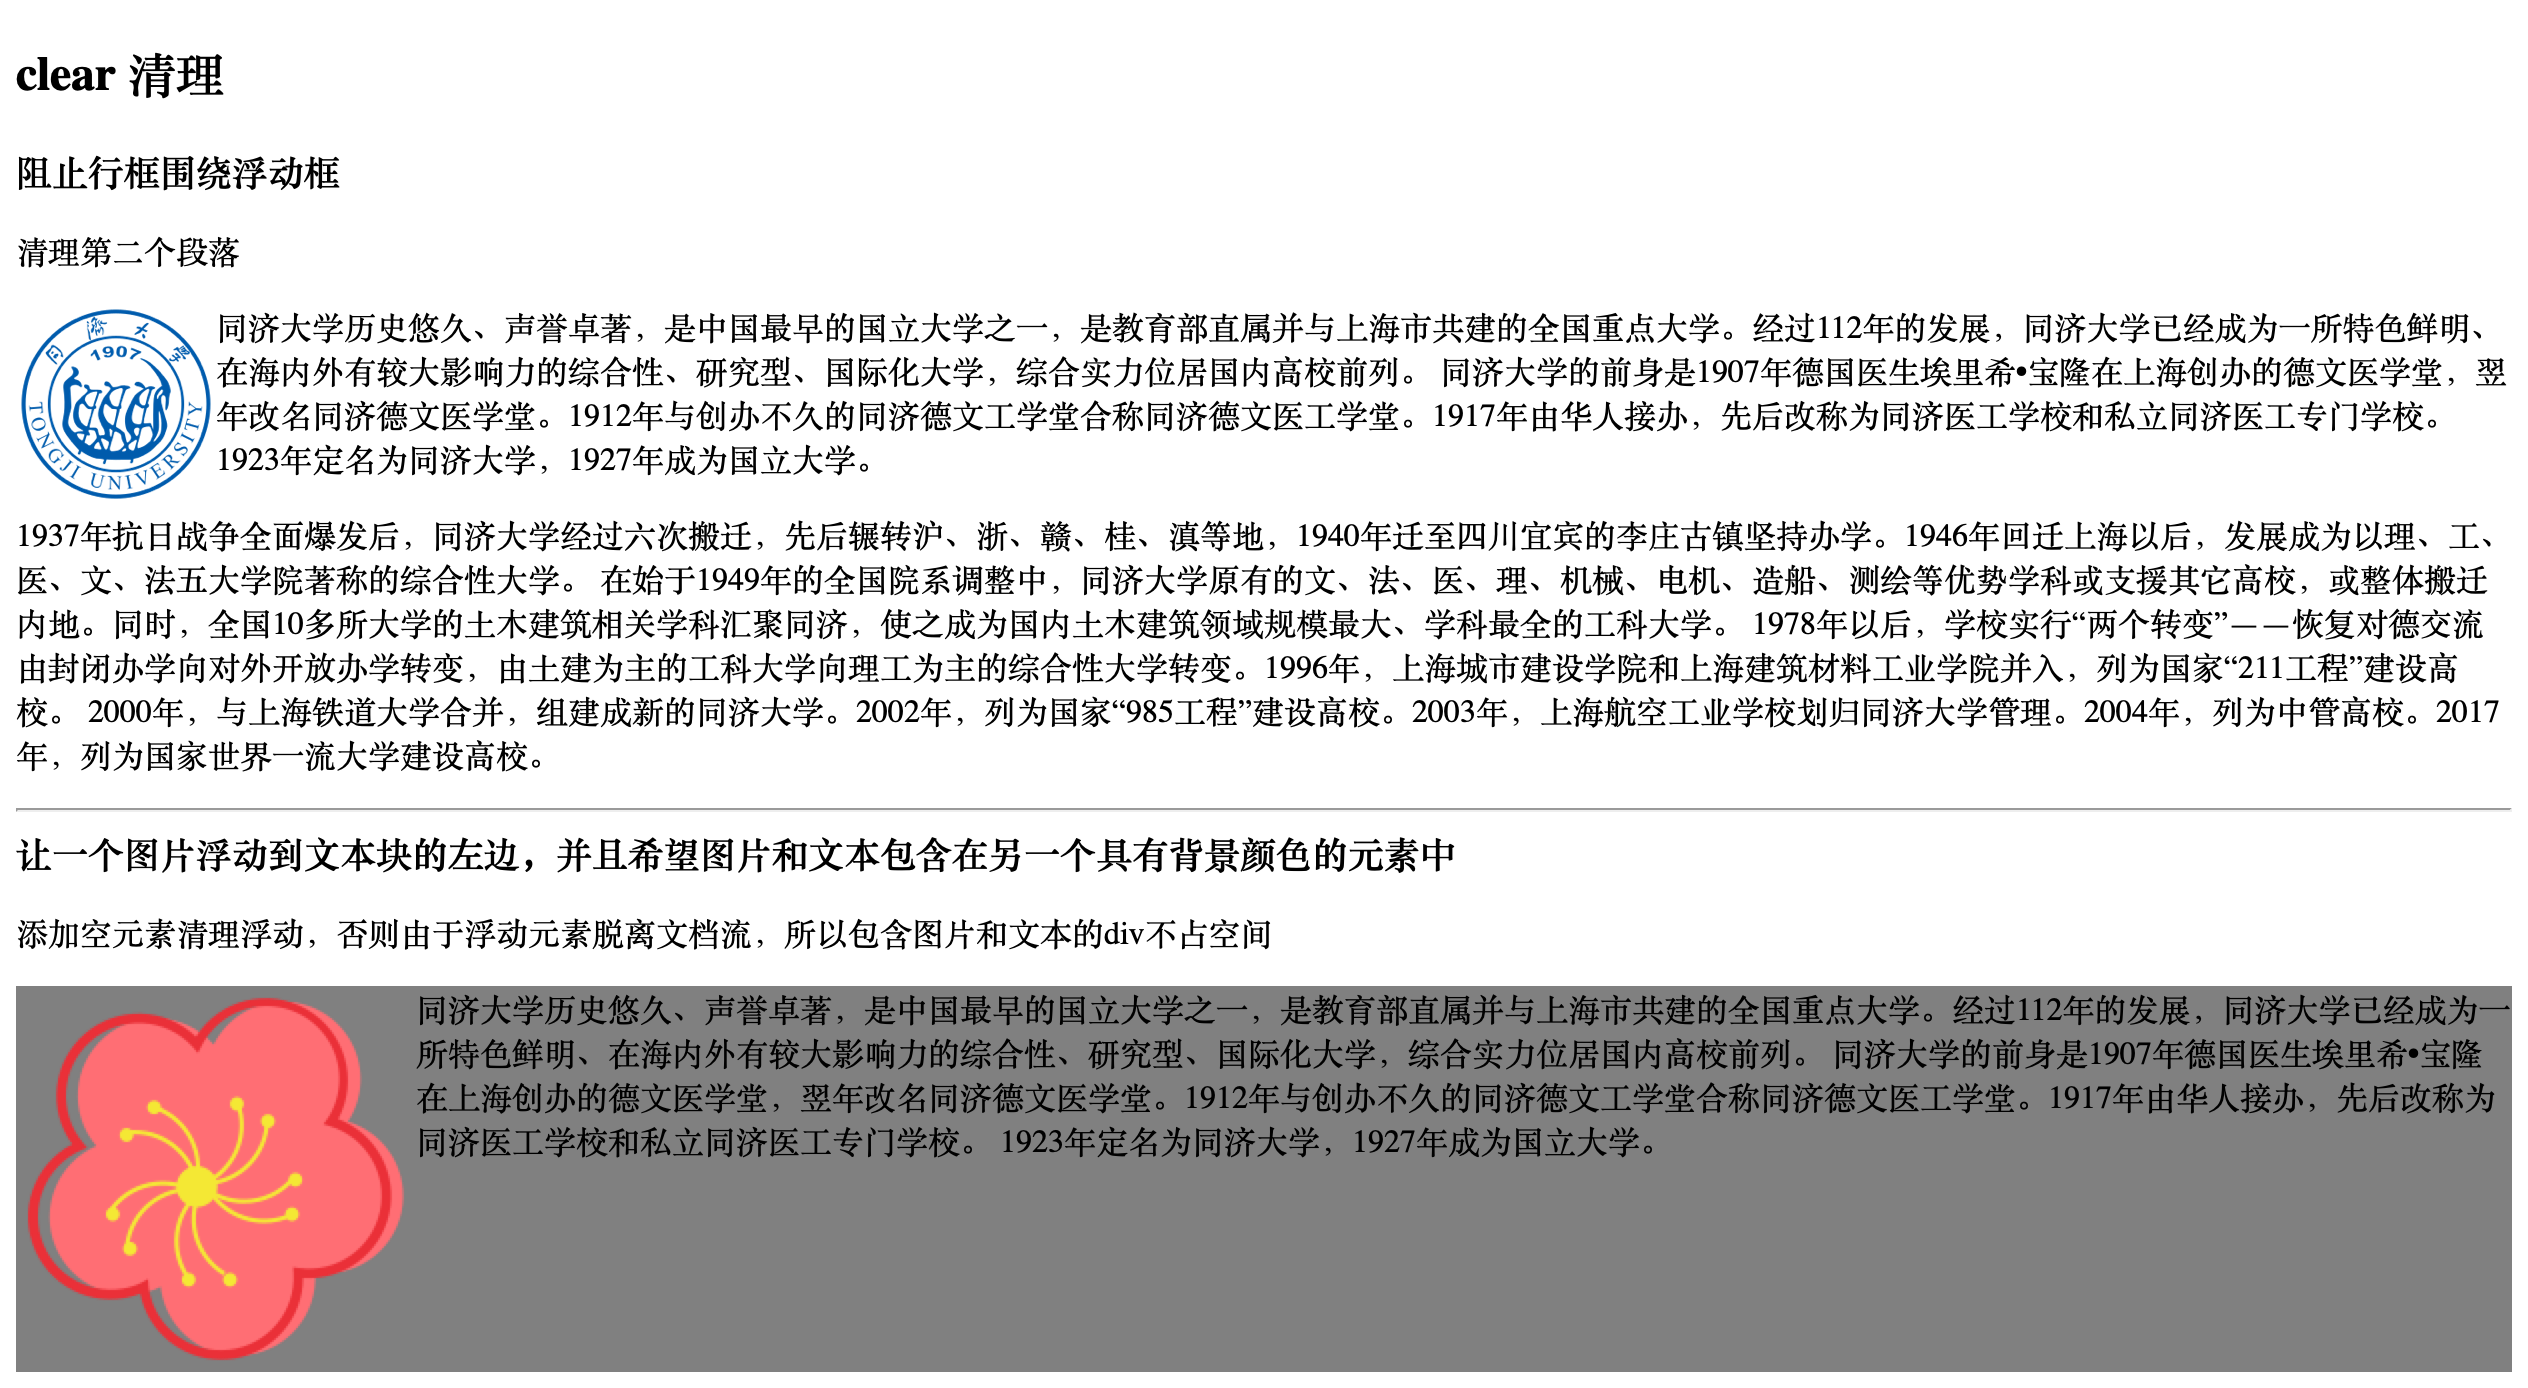 clear 清理
阻止行框围绕浮动框
清理第二个段落
同济大学
1907
TONGJI UNIVERSITY
同济大学历史悠久、声誉卓著，是中国最早的国立大学之一，是教育部直属并与上海市共建的全国重点大学。经过112年的发展，同济大学已经成为一所特色鲜明、
在海内外有较大影响力的综合性、研究型、国际化大学，综合实力位居国内高校前列。 同济大学的前身是1907年德国医生埃里希•宝隆在上海创办的德文医学堂，翌
年改名同济德文医学堂。1912年与创办不久的同济德文工学堂合称同济德文医工学堂。1917年由华人接办，先后改称为同济医工学校和私立同济医工专门学校。
1923年定名为同济大学，1927年成为国立大学。
1937年抗日战争全面爆发后，同济大学经过六次搬迁，先后辗转沪、浙、赣、桂、滇等地，1940年迁至四川宜宾的李庄古镇坚持办学。1946年回迁上海以后，发展成为以理、工、
医、文、法五大学院著称的综合性大学。 在始于1949年的全国院系调整中，同济大学原有的文、法、医、理、机械、电机、造船、测绘等优势学科或支援其它高校，或整体搬迁
内地。同时，全国10多所大学的土木建筑相关学科汇聚同济，使之成为国内土木建筑领域规模最大、学科最全的工科大学。 1978年以后，学校实行“两个转变”——恢复对德交流
由封闭办学向对外开放办学转变，由土建为主的工科大学向理工为主的综合性大学转变。1996年，上海城市建设学院和上海建筑材料工业学院并入，列为国家“211工程”建设高
校。 2000年，与上海铁道大学合并，组建成新的同济大学。2002年，列为国家“985工程”建设高校。2003年，上海航空工业学校划归同济大学管理。2004年，列为中管高校。2017
年，列为国家世界一流大学建设高校。
让一个图片浮动到文本块的左边，并且希望图片和文本包含在另一个具有背景颜色的元素中
添加空元素清理浮动，否则由于浮动元素脱离文档流，所以包含图片和文本的div不占空间
同济大学历史悠久、声誉卓著，是中国最早的国立大学之一，是教育部直属并与上海市共建的全国重点大学。经过112年的发展，同济大学已经成为一
所特色鲜明、在海内外有较大影响力的综合性、研究型、国际化大学，综合实力位居国内高校前列。 同济大学的前身是1907年德国医生埃里希•宝隆
在上海创办的德文医学堂，翌年改名同济德文医学堂。1912年与创办不久的同济德文工学堂合称同济德文医工学堂。1917年由华人接办，先后改称为
同济医工学校和私立同济医工专门学校。 1923年定名为同济大学，1927年成为国立大学。